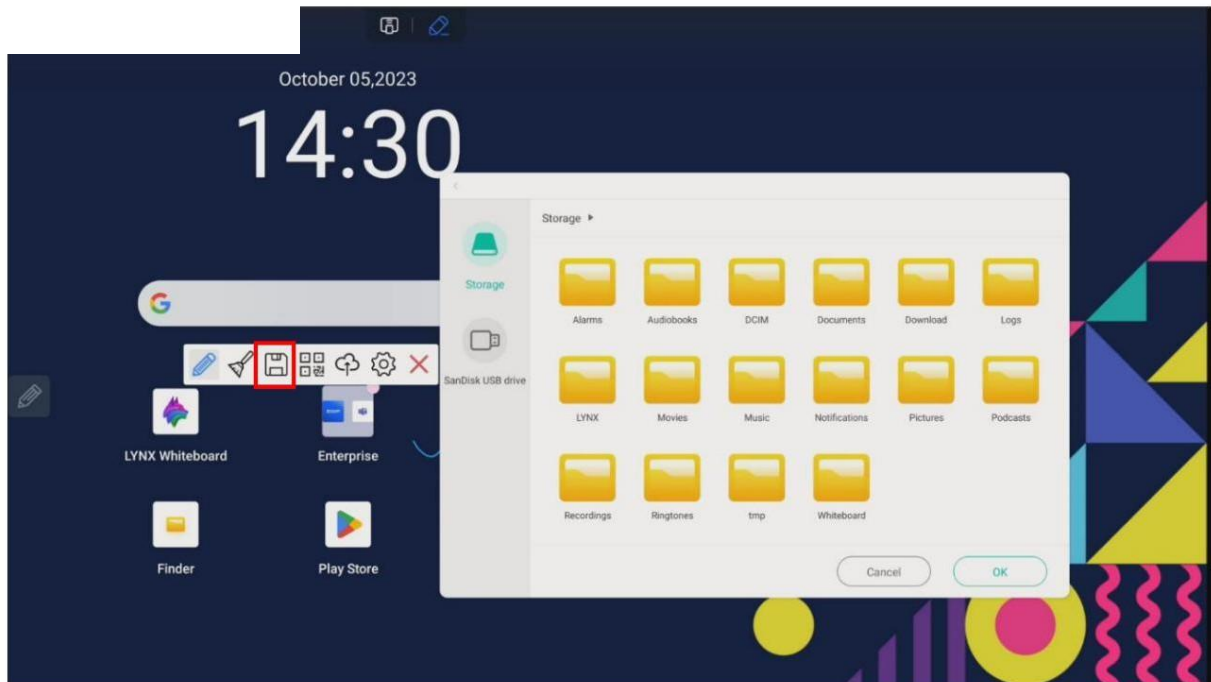 October 05,2023
14:30
Storage ▶
Storage
SanDisk USB drive
Alarms
Audiobooks
DCIM
Documents
Download
Logs
LYNX
Movies
Music
Notifications
Pictures
Podcasts
Recordings
Ringtones
tmp
Whiteboard
Cancel
OK
LYNX Whiteboard
Enterprise
Finder
Play Store